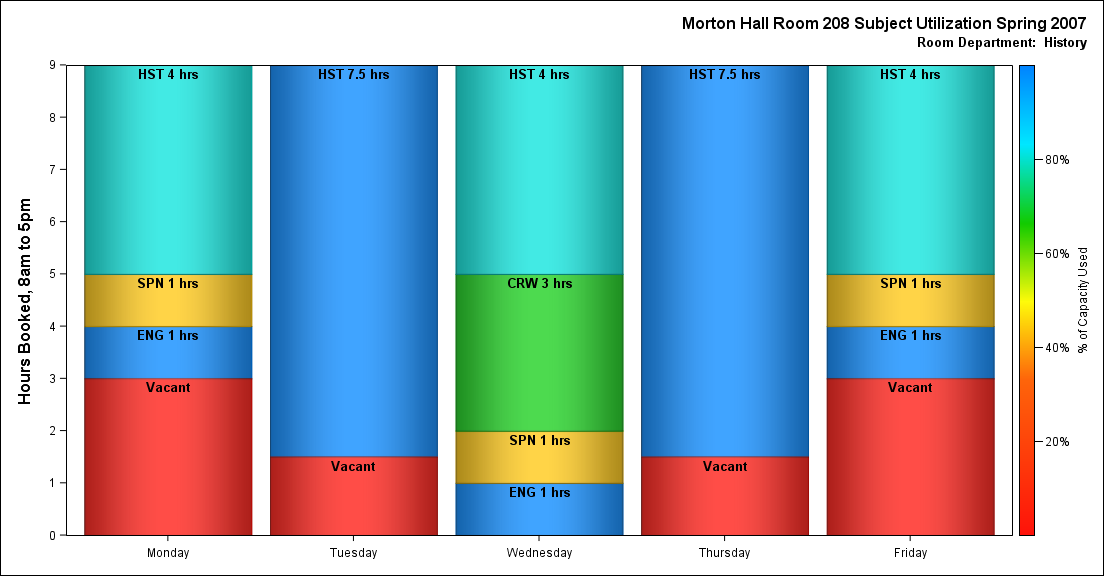 Morton Hall Room 208 Subject Utilization Spring 2007
Room Department:  History
Hours Booked, 8am to 5pm
9
8
7
6
5
4
3
2
1
0
HST 4 hrs
SPN 1 hrs
ENG 1 hrs
Vacant
HST 7.5 hrs
Vacant
HST 4 hrs
CRW 3 hrs
SPN 1 hrs
ENG 1 hrs
HST 7.5 hrs
Vacant
HST 4 hrs
SPN 1 hrs
ENG 1 hrs
Vacant
Monday
Tuesday
Wednesday
Thursday
Friday
80%
60%
40%
20%
% of Capacity Used